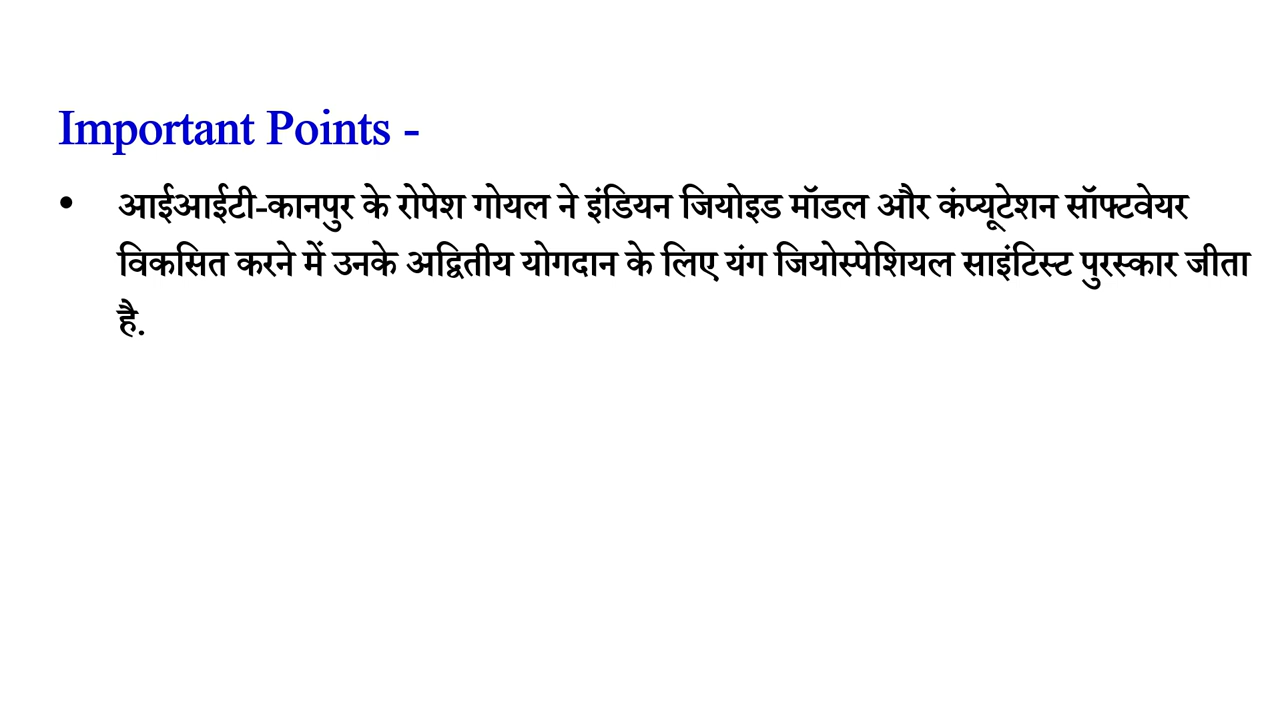 Important Points -
• आईआईटी-कानपुर के रोपेश गोयल ने इंडियन जियोइड मॉडल और कंप्यूटेशन सॉफ्टवेयर
विकसित करने में उनके अद्वितीय योगदान के लिए यंग जियोस्पेशियल साइंटिस्ट पुरस्कार जीता
है.